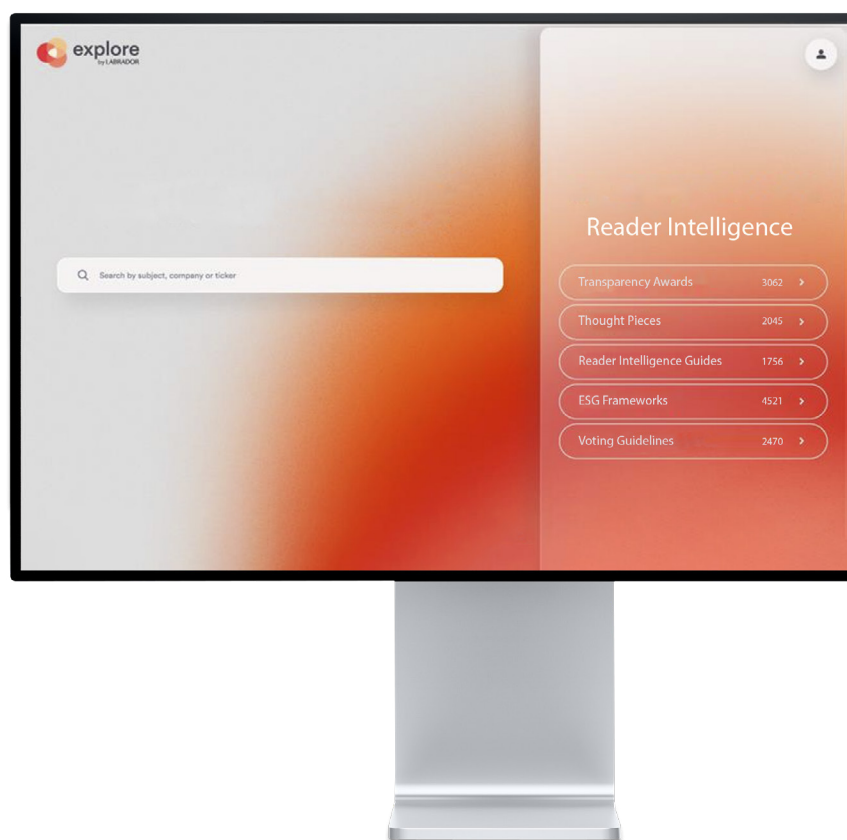 explore
by LABRADOR
Search by subject, company or ticker
Reader Intelligence
Transparency Awards 3062 >
Thought Pieces 2045 >
Reader Intelligence Guides 1756 >
ESG Frameworks 4521 >
Voting Guidelines 2470 >